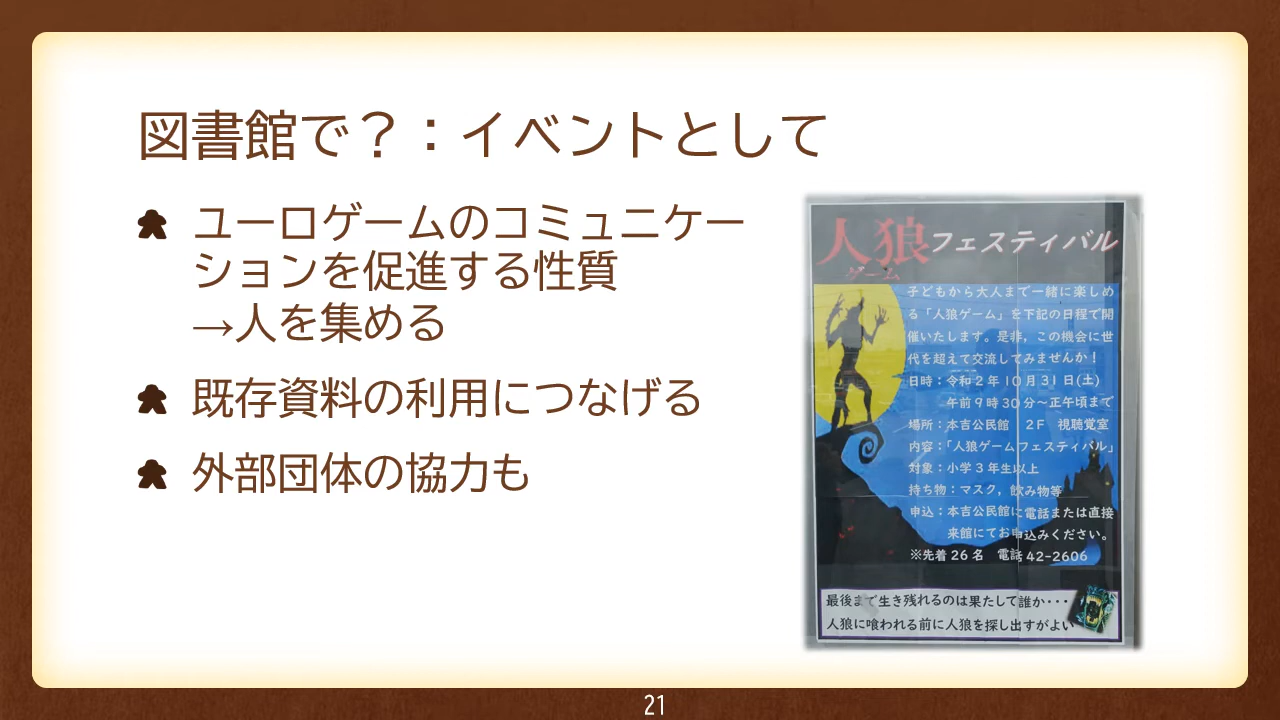 図書館で？：イベントとして
ユーロゲームのコミュニケー
ションを促進する性質
→人を集める
既存資料の利用につなげる
外部団体の協力も
人狼フェスティバル
ゲーム
子どもから大人まで一緒に楽しめ
る「人狼ゲーム」を下記の日程で開
催いたします。是非，この機会に世
代を超えて交流してみませんか！
日時：令和２年１０月３１日(土)
午前９時３０分～正午頃まで
場所：本吉公民館　２Ｆ　視聴覚室
内容：「人狼ゲームフェスティバル」
対象：小学３年生以上
持ち物：マスク，飲み物等
申込：本吉公民館に電話または直接
来館にてお申込みください。
※先着２６名　電話４２−２６０６
最後まで生き残れるのは果たして誰か・・・
人狼に喰われる前に人狼を探し出すがよい
21